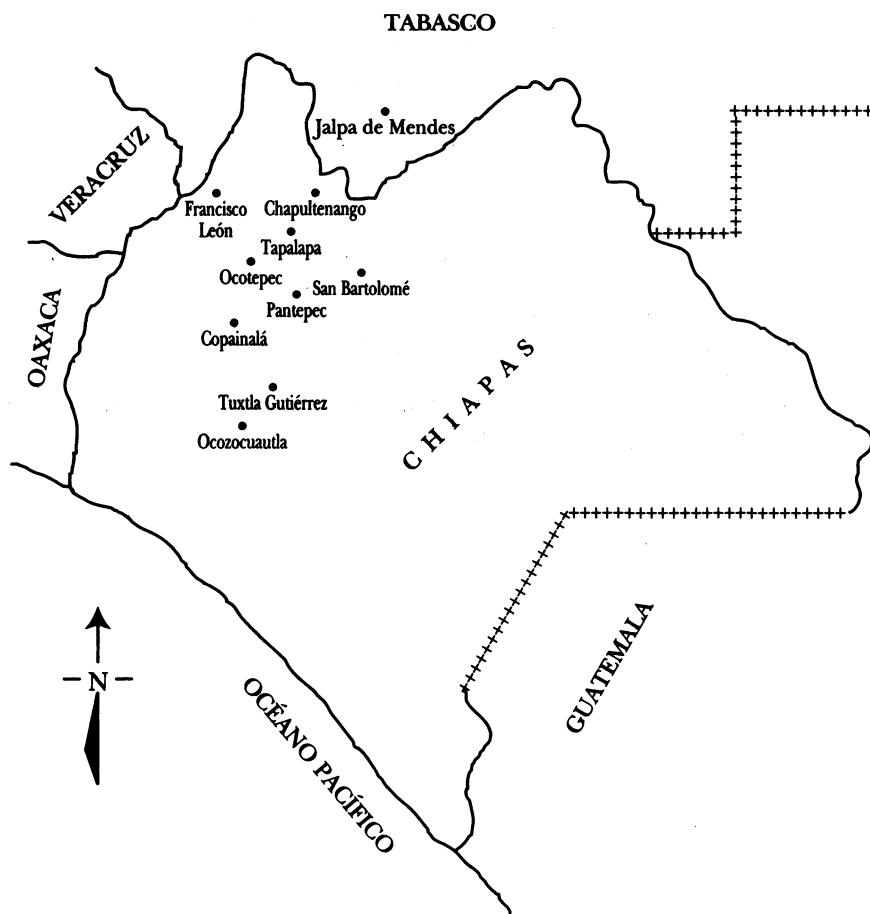 TABASCO
Jalpa de Mendes
VERACRUZ
Francisco
León
Chapultenango
Tapalapa
Ocotepec
San Bartolomé
Pantepec
OAXACA
Copainalá
CHIAPAS
Tuxtla Gutiérrez
Ocozocuautla
GUATEMALA
N
OCÉANO PACÍFICO